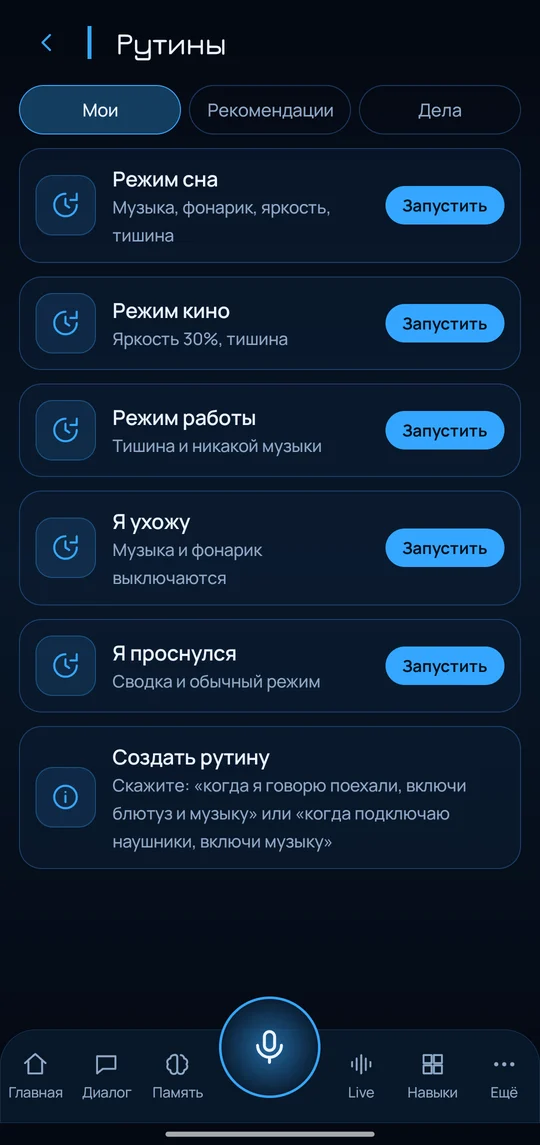 Рутины
Мои
Рекомендации
Дела
Режим сна
Музыка, фонарик, яркость,
тишина
Запустить
Режим кино
Яркость 30%, тишина
Запустить
Режим работы
Тишина и никакой музыки
Запустить
Я ухожу
Музыка и фонарик
выключаются
Запустить
Я проснулся
Сводка и обычный режим
Запустить
Создать рутину
Скажите: «когда я говорю поехали, включи
блютуз и музыку» или «когда подключаю
наушники, включи музыку»
Главная
Диалог
Память
Live
Навыки
Ещё